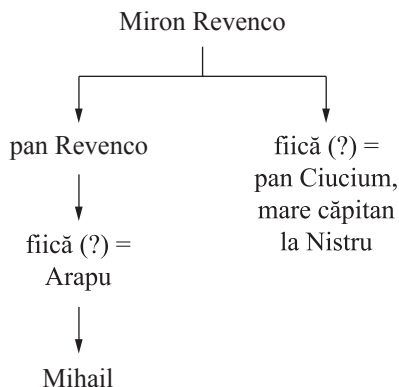 Miron Revenco
pan Revenco
fiică (?) =
Arapu
Mihail
fiică (?) =
pan Ciucium,
mare căpitan
la Nistru